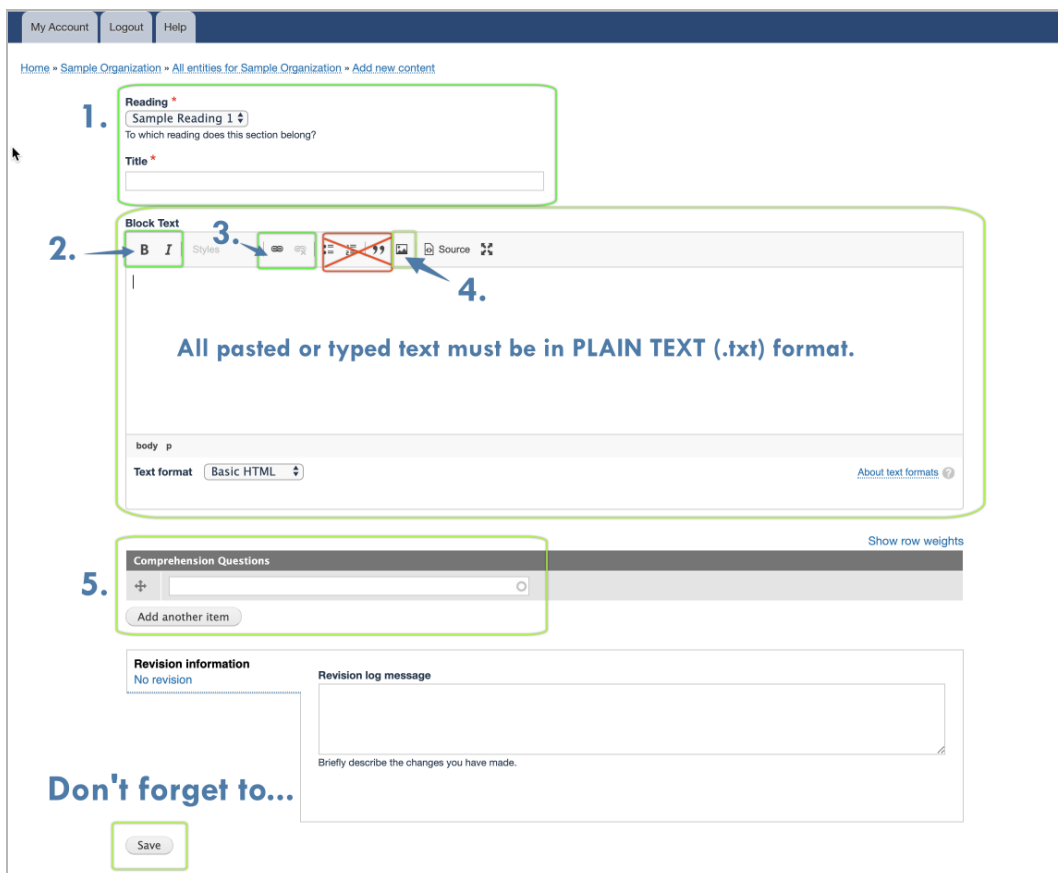 My Account Logout Help
Home » Sample Organization » All entities for Sample Organization » Add new content
1.
Reading *
Sample Reading 1
To which reading does this section belong?
Title *
Block Text
2.
B I Styles
3.
Source
4.
All pasted or typed text must be in PLAIN TEXT (.txt) format.
body p
Text format Basic HTML
About text formats ?
Show row weights
5.
Comprehension Questions
Add another item
Revision information
No revision
Revision log message
Briefly describe the changes you have made.
Don't forget to...
Save